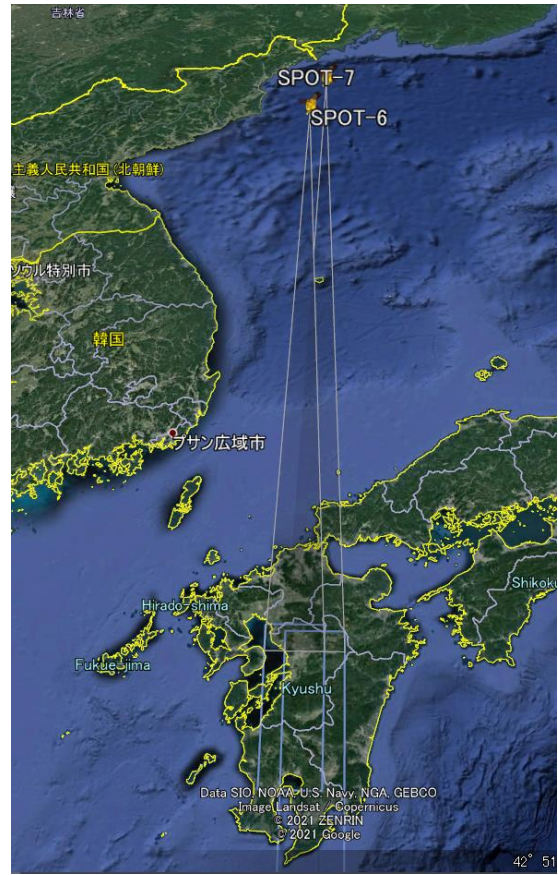 吉林省
SPOT-7
SPOT-6
主義人民共和国(北朝鮮)
ソウル特別市
韓国
プサン広域市
Shikoku
Hirado-shima
Fukue-jima
Kyushu
Data SIO, NOAA, U.S. Navy, NGA, GEBCO
Image Landsat / Copernicus
© 2021 ZENRIN
© 2021 Google
42° 51